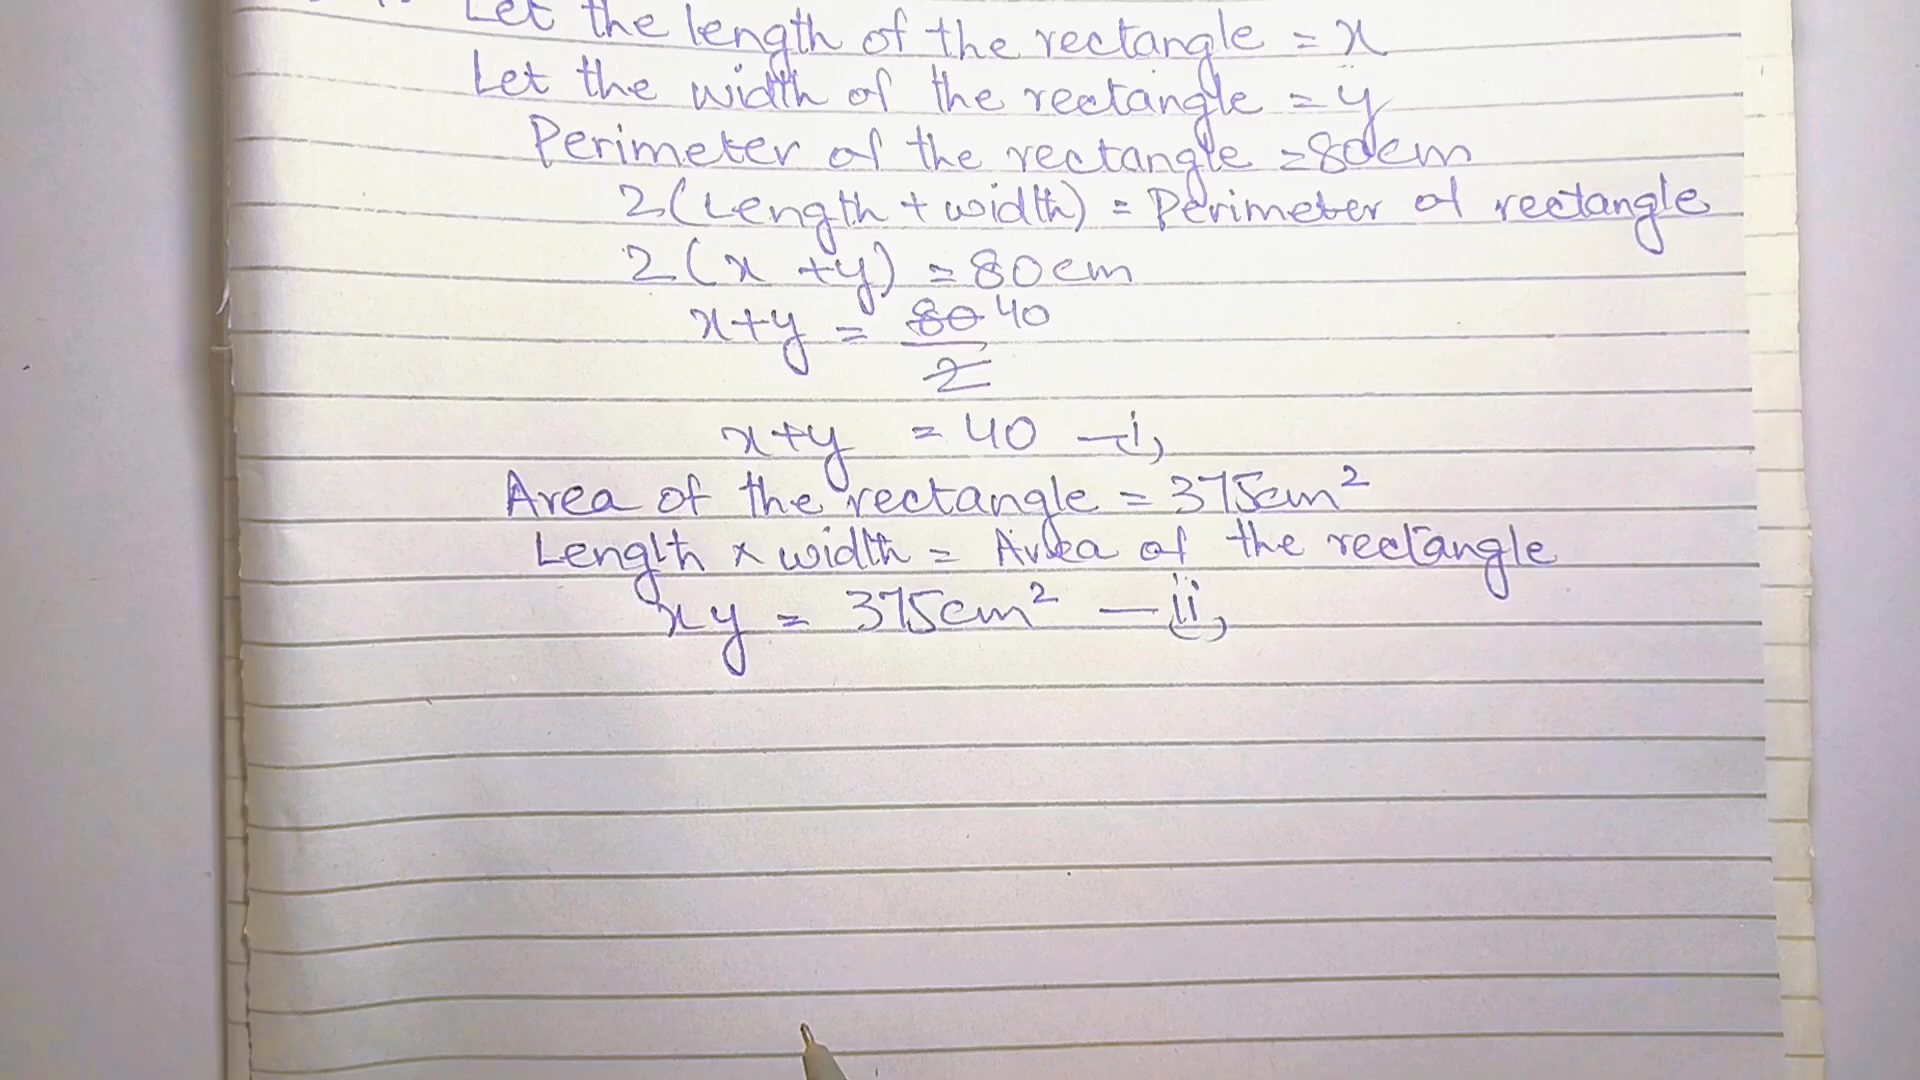 Let the length of the rectangle = x
Let the width of the rectangle = y
Perimeter of the rectangle = 80cm
2(Length + width) = Perimeter of rectangle
2(x + y) = 80cm
x+y = 80 40
2
x+y = 40 — i,
Area of the rectangle = 375cm²
Length × width = Area of the rectangle
xy = 375cm² — ii,